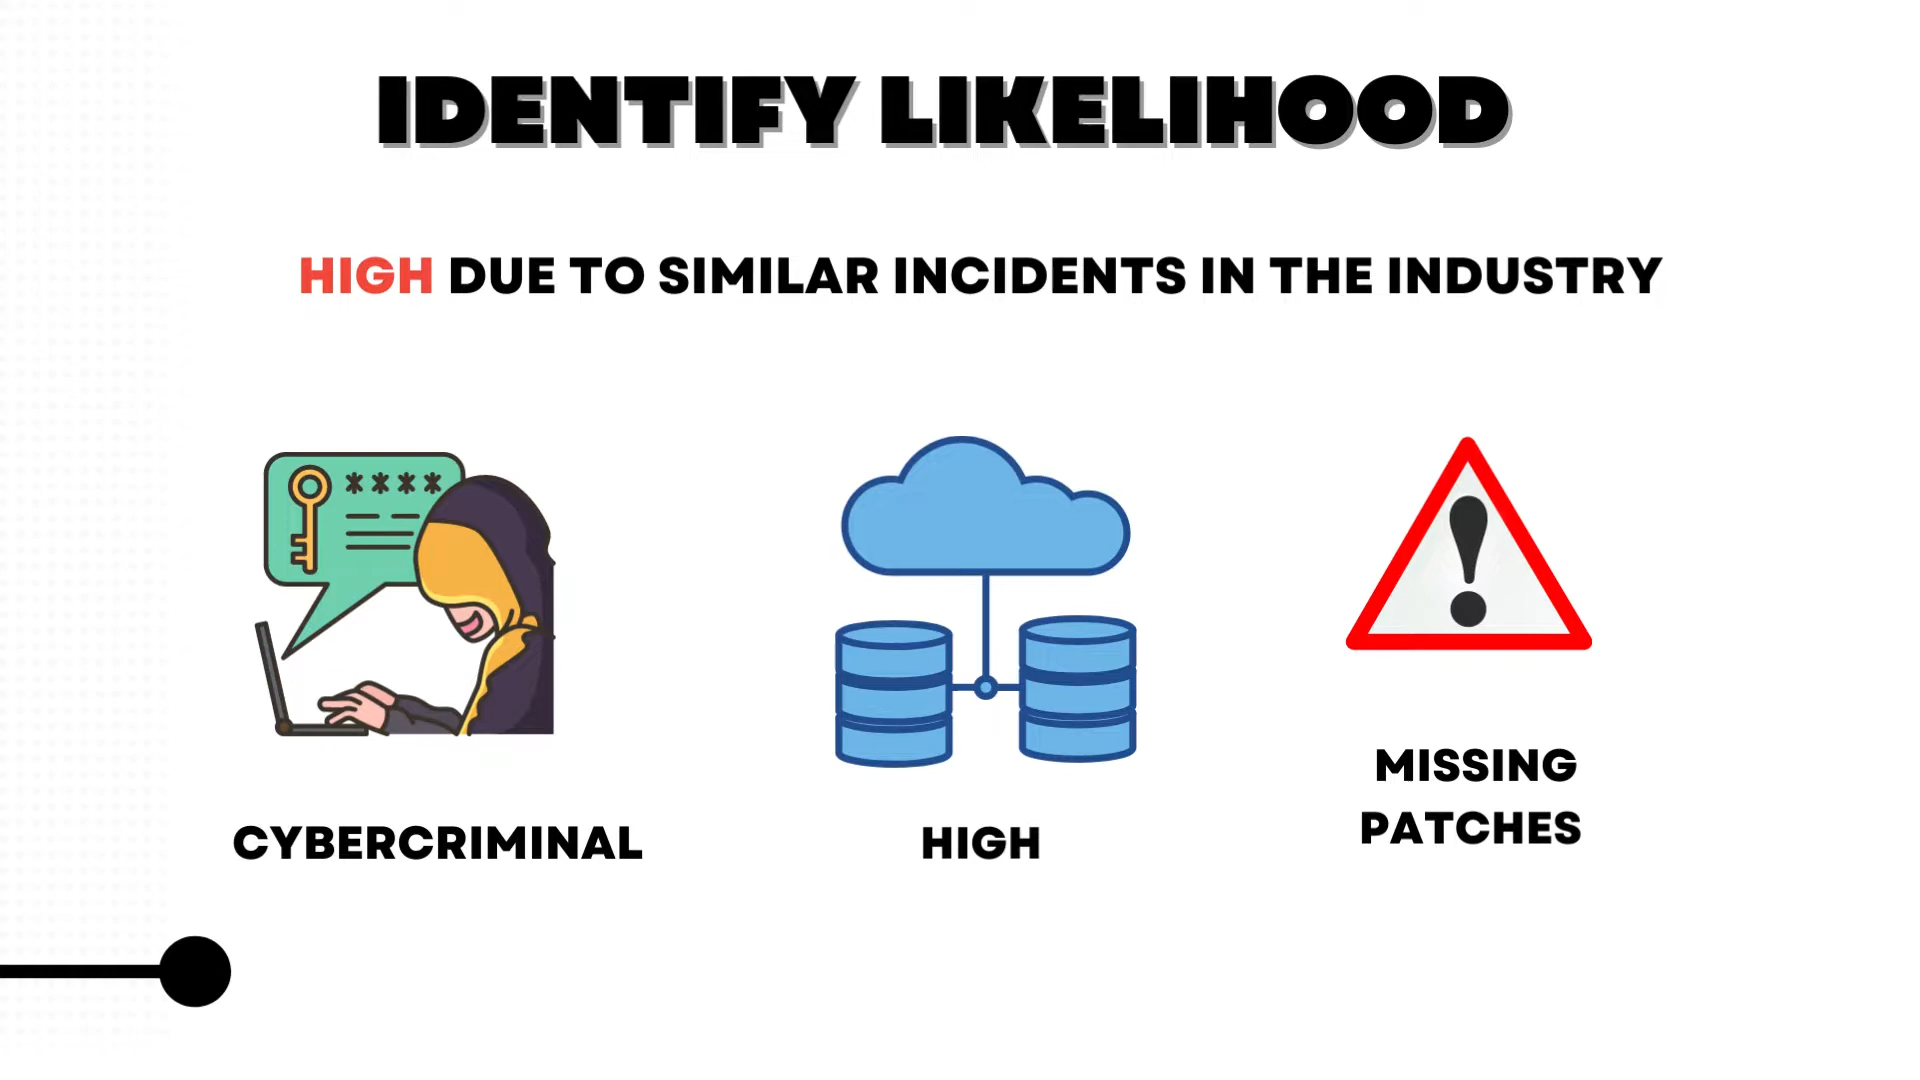 IDENTIFY LIKELIHOOD
HIGH DUE TO SIMILAR INCIDENTS IN THE INDUSTRY
****
CYBERCRIMINAL
HIGH
MISSING
PATCHES